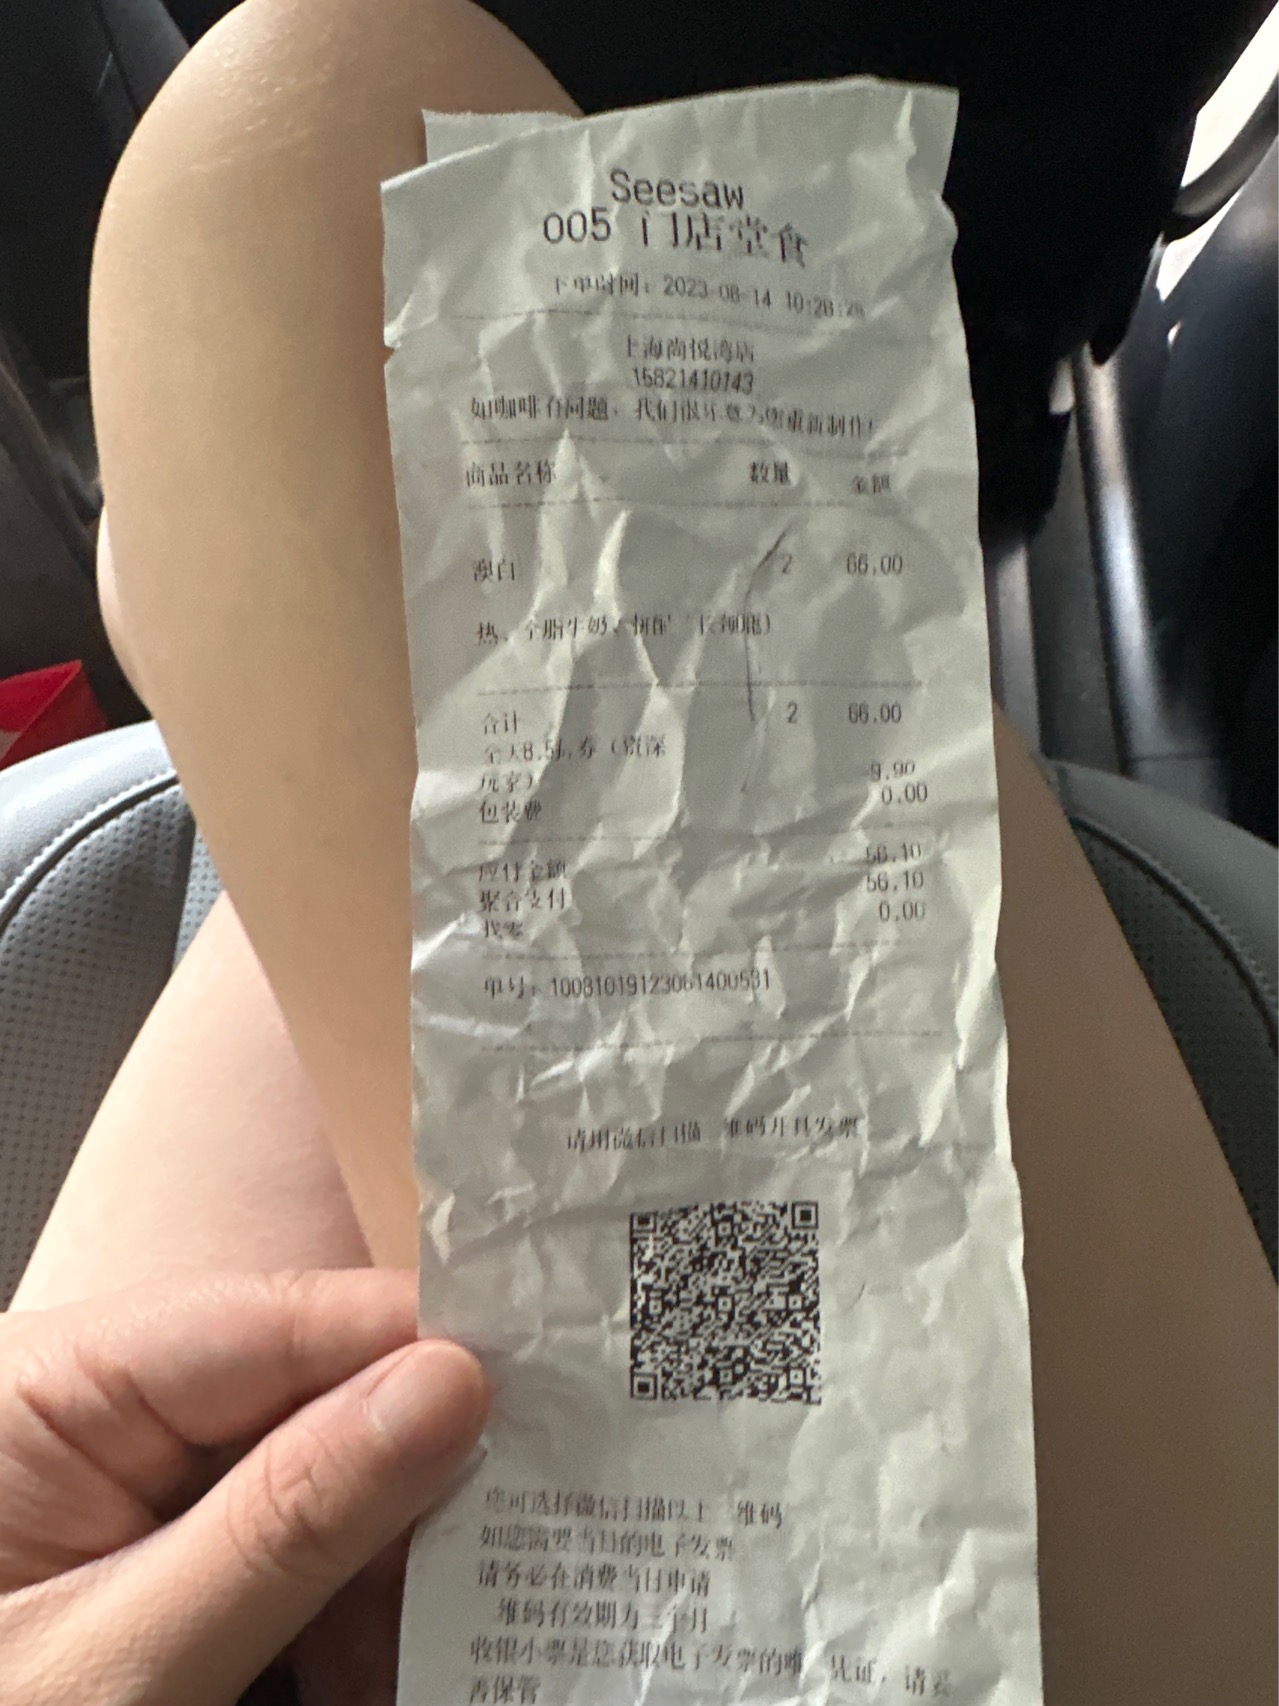 Seesaw
005 门店堂食
下单时间：2023-08-14 10:28:28
上海尚悦湾店
15821410143
如咖啡有问题，我们很乐意为您重新制作！
商品名称 数量 金额
澳白 2 66.00
热、全脂牛奶、拼配（长颈鹿）
合计 2 66.00
全天8.5折券（资深
玩家） -9.90
包装费 0.00
应付金额 56.10
聚合支付 56.10
找零 0.00
单号：
请用微信扫描二维码开具发票
您可选择微信扫描以上二维码
如您需要当日的电子发票
请务必在消费当日申请
二维码有效期为三个月
收银小票是您获取电子发票的唯一凭证，请妥
善保管